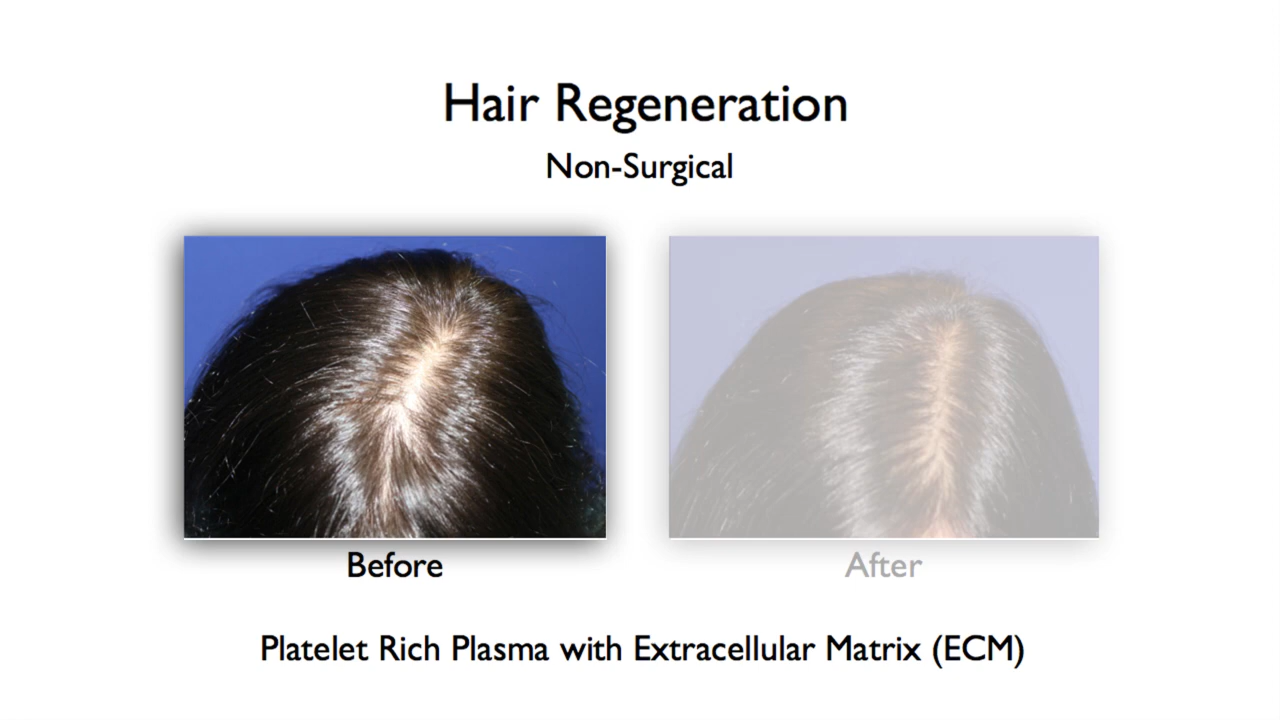 Hair Regeneration
Non-Surgical
Before
After
Platelet Rich Plasma with Extracellular Matrix (ECM)